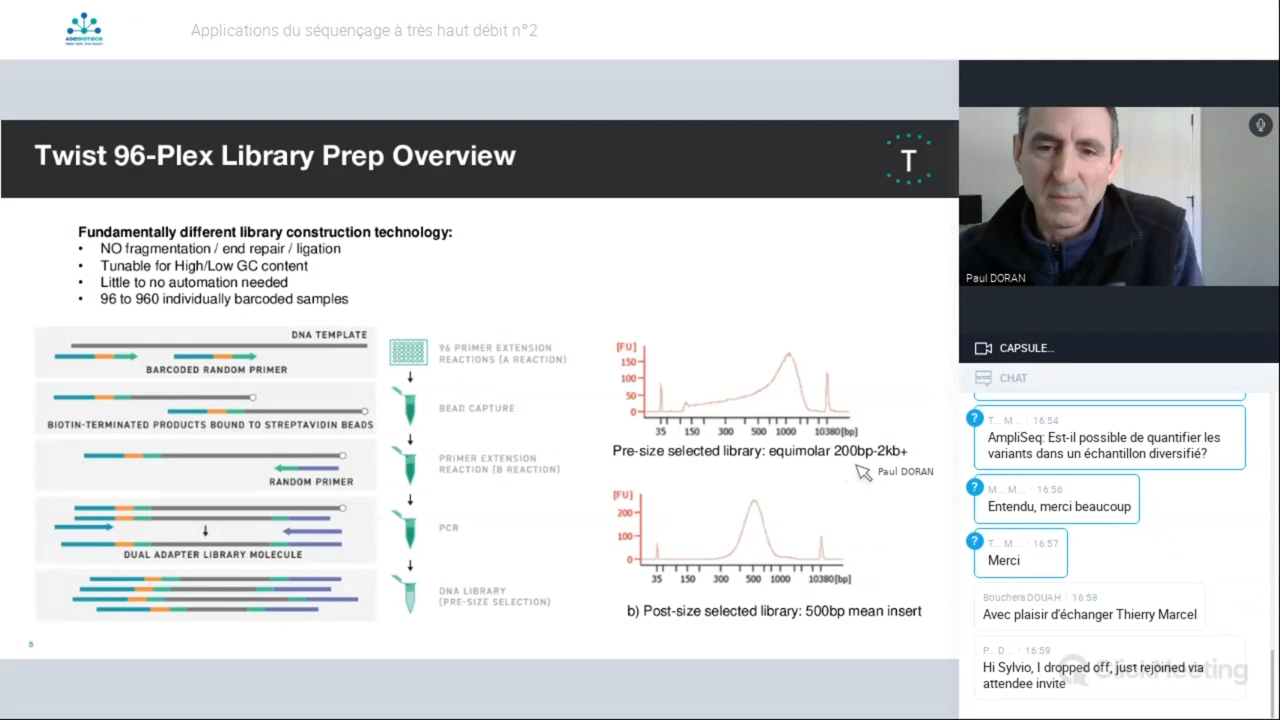 ADEBIOTECH
Applications du séquençage à très haut débit n°2
Twist 96-Plex Library Prep Overview
T
Fundamentally different library construction technology:
• NO fragmentation / end repair / ligation
• Tunable for High/Low GC content
• Little to no automation needed
• 96 to 960 individually barcoded samples
DNA TEMPLATE
BARCODED RANDOM PRIMER
BIOTIN-TERMINATED PRODUCTS BOUND TO STREPTAVIDIN BEADS
RANDOM PRIMER
DUAL ADAPTER LIBRARY MOLECULE
96 PRIMER EXTENSION
REACTIONS (A REACTION)
BEAD CAPTURE
PRIMER EXTENSION
REACTION (B REACTION)
PCR
DNA LIBRARY
(PRE-SIZE SELECTION)
[FU]
150
100
50
0
35 150 300 500 1000 10380 [bp]
Pre-size selected library: equimolar 200bp-2kb+
Paul DORAN
[FU]
200
100
0
35 150 300 500 1000 10380 [bp]
b) Post-size selected library: 500bp mean insert
5
Paul DORAN
CAPSULE...
CHAT
? T... M... 16:54
AmpliSeq: Est-il possible de quantifier les
variants dans un échantillon diversifié?
? M... M... 16:56
Entendu, merci beaucoup
? T... M... 16:57
Merci
Bouchera DOUAH 16:58
Avec plaisir d'échanger Thierry Marcel
P... D... 16:59
Hi Sylvio, I dropped off, just rejoined via
attendee invite
ClickMeeting